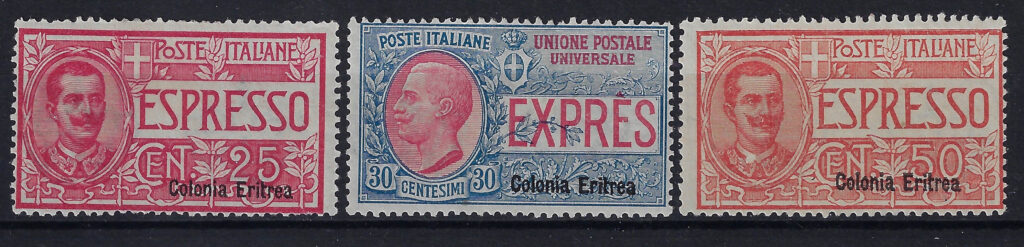 POSTE ITALIANE
ESPRESSO
CENT 25
Colonia Eritrea
POSTE ITALIANE
UNIONE POSTALE
UNIVERSALE
EXPRÈS
30 CENTESIMI 30
Colonia Eritrea
POSTE ITALIANE
ESPRESSO
CENT 50
Colonia Eritrea